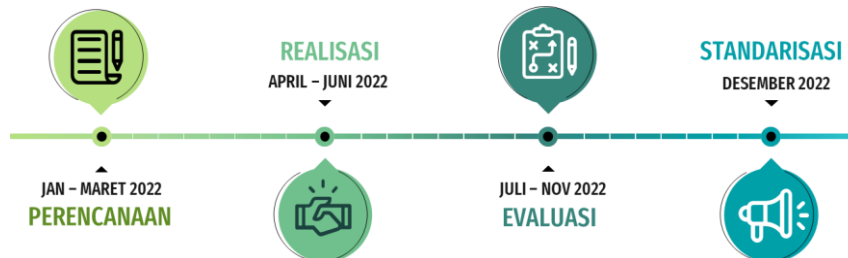 JAN – MARET 2022
PERENCANAAN
REALISASI
APRIL – JUNI 2022
JULI – NOV 2022
EVALUASI
STANDARISASI
DESEMBER 2022